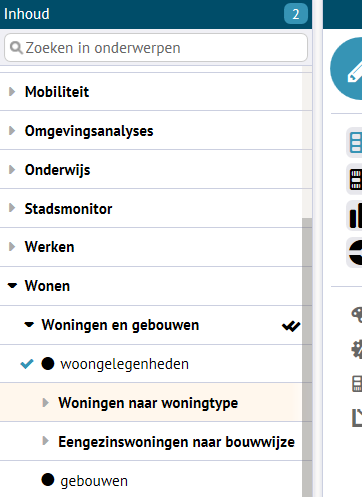 Inhoud 2
Zoeken in onderwerpen
Mobiliteit
Omgevingsanalyses
Onderwijs
Stadsmonitor
Werken
Wonen
Woningen en gebouwen
woongelegenheden
Woningen naar woningtype
Eengezinswoningen naar bouwwijze
gebouwen